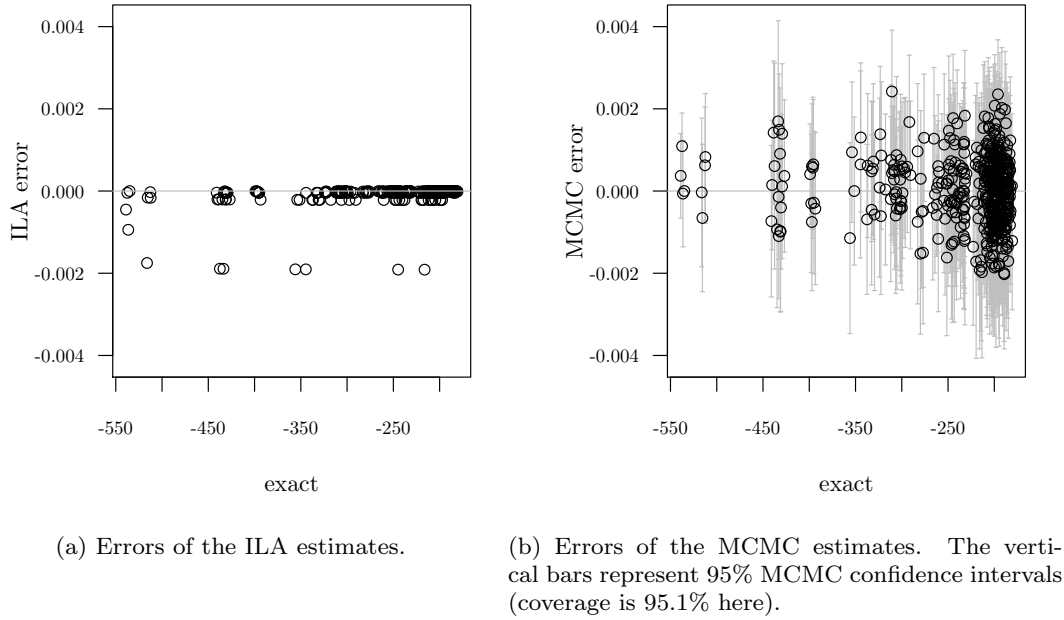 0.004
0.002
0.000
-0.002
-0.004
ILA error
-550
-450
-350
-250
exact
(a) Errors of the ILA estimates.
0.004
0.002
0.000
-0.002
-0.004
MCMC error
-550
-450
-350
-250
exact
(b) Errors of the MCMC estimates. The verti-
cal bars represent 95% MCMC confidence intervals
(coverage is 95.1% here).